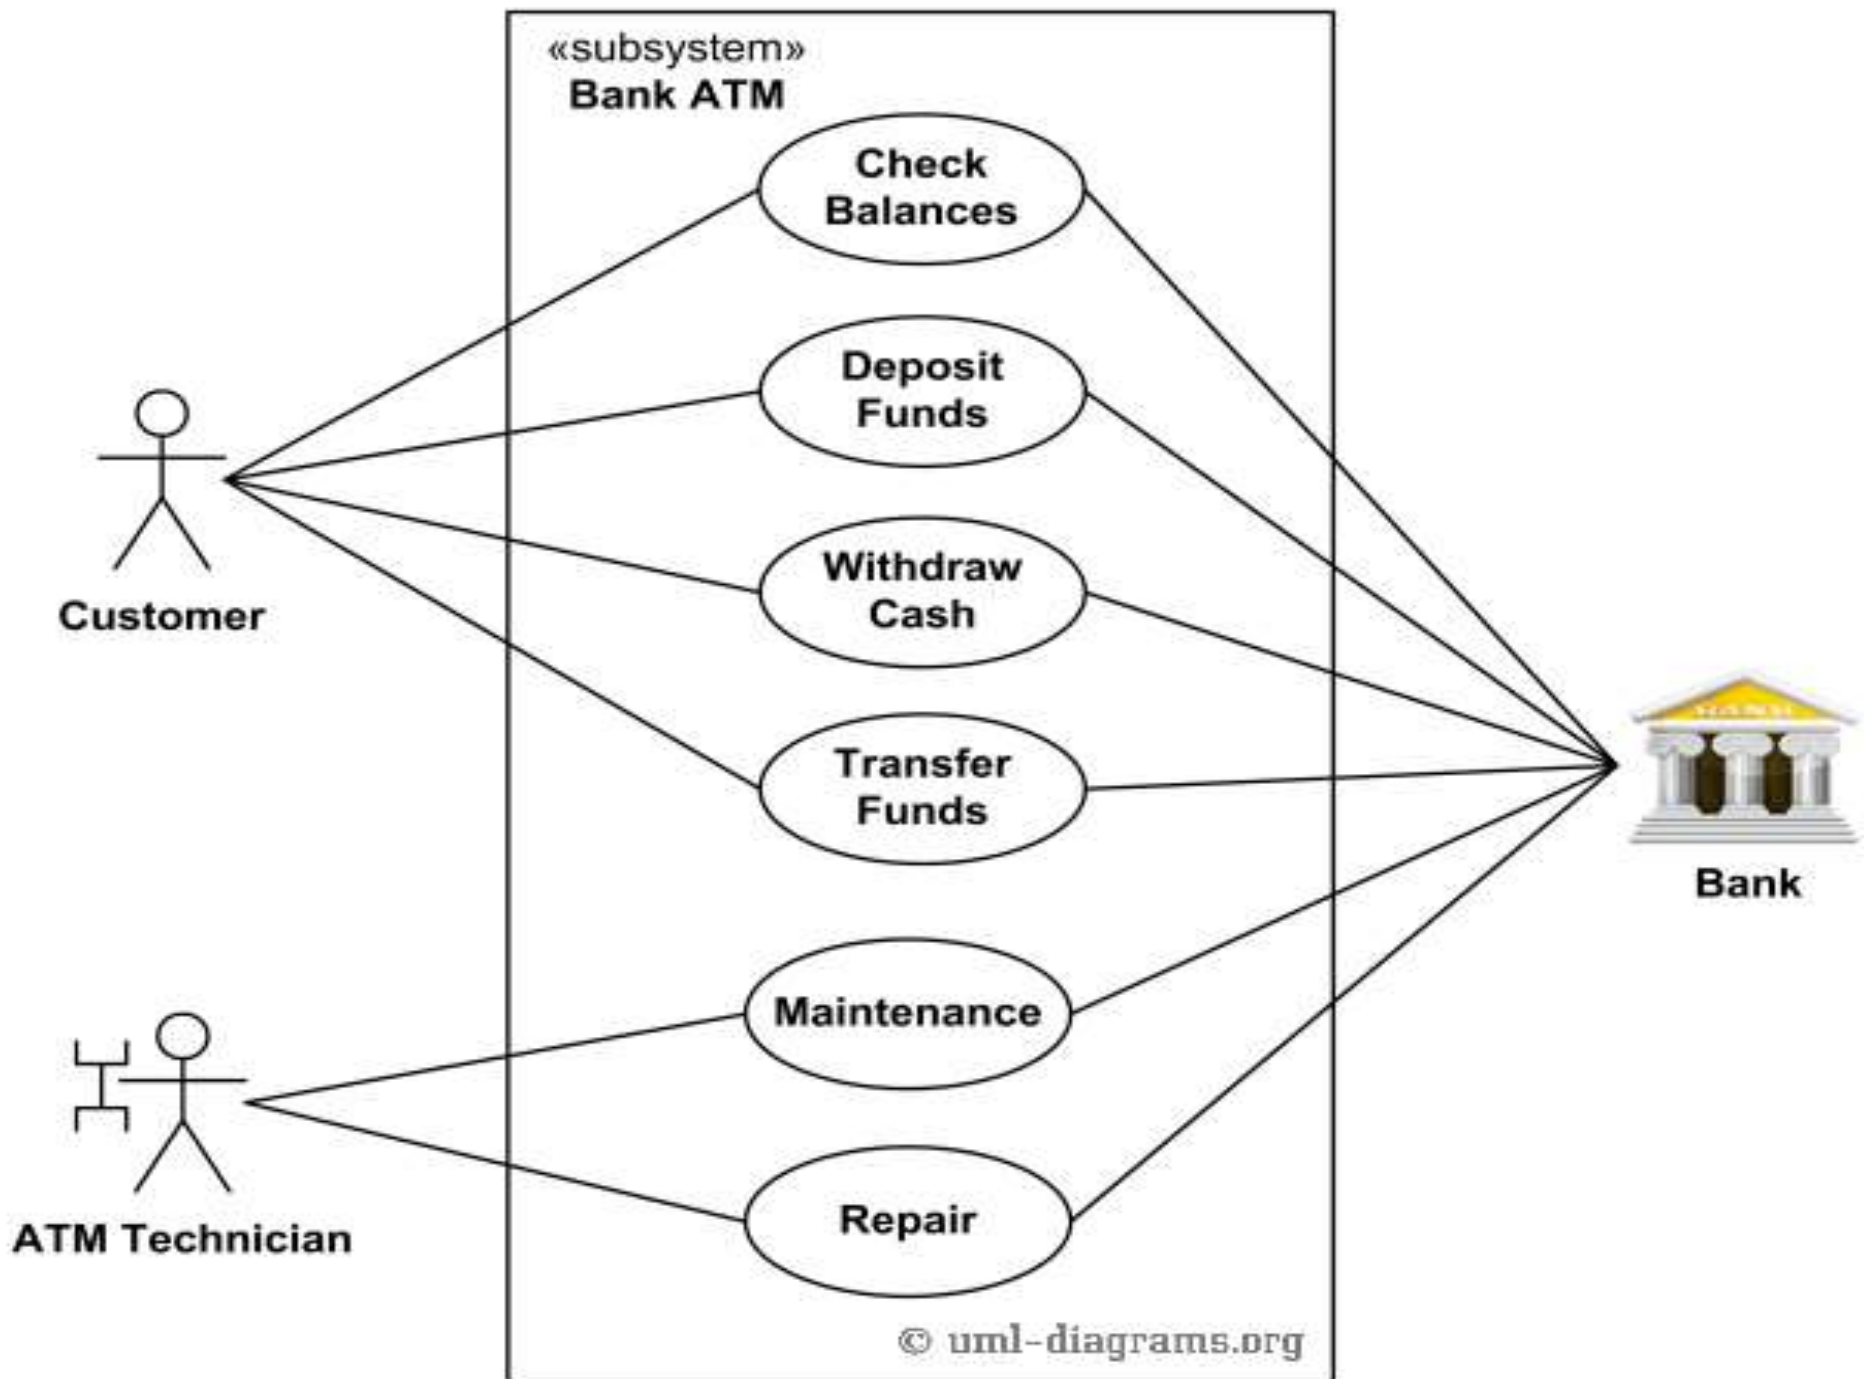 «subsystem»
Bank ATM
Check
Balances
Deposit
Funds
Withdraw
Cash
Customer
Transfer
Funds
BANK
Bank
Maintenance
ATM Technician
Repair
© uml-diagrams.org